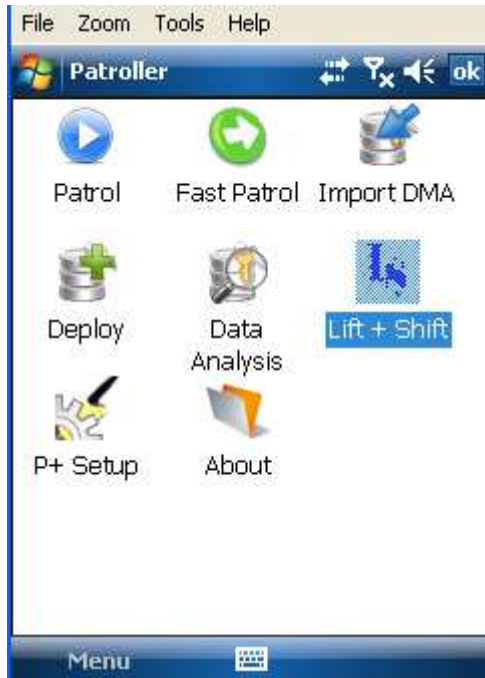 File Zoom Tools Help
Patroller ok
Patrol Fast Patrol Import DMA
Deploy Data Lift + Shift
Analysis
P+ Setup About
Menu